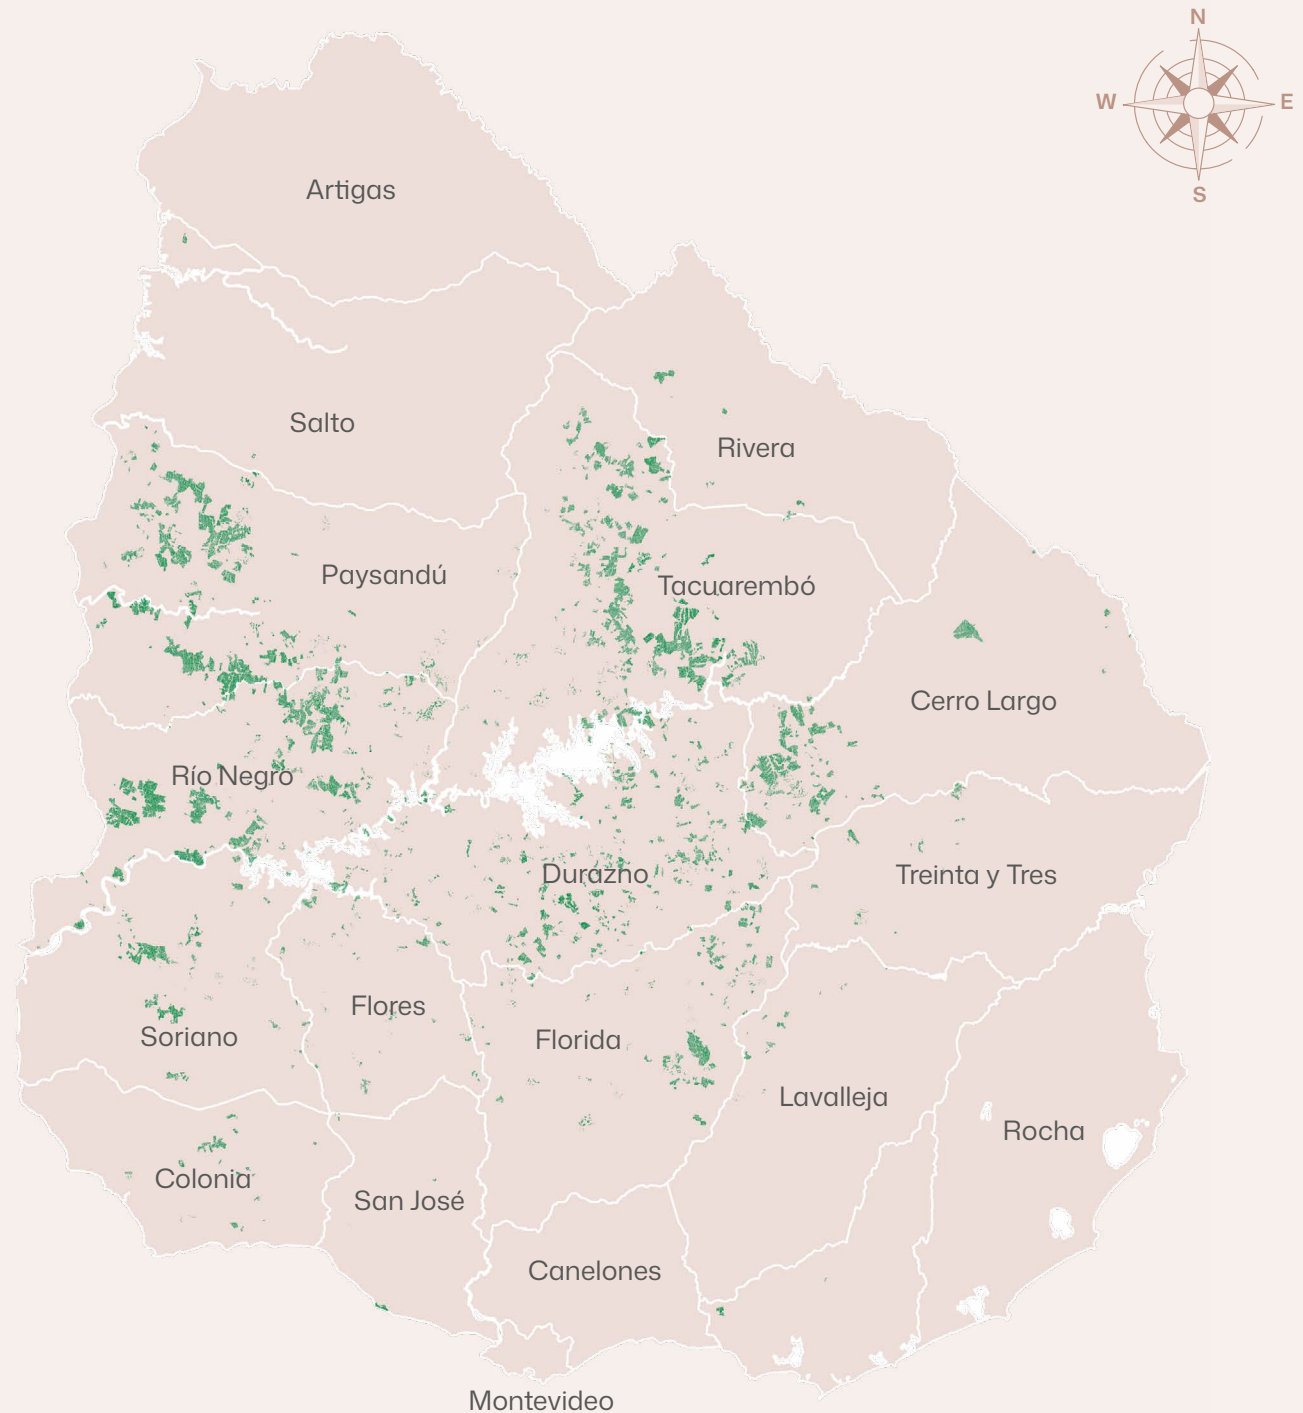 N
W
E
S
Artigas
Salto
Rivera
Paysandú
Tacuarembó
Cerro Largo
Río Negro
Durazno
Treinta y Tres
Flores
Soriano
Florida
Lavalleja
Rocha
Colonia
San José
Canelones
Montevideo